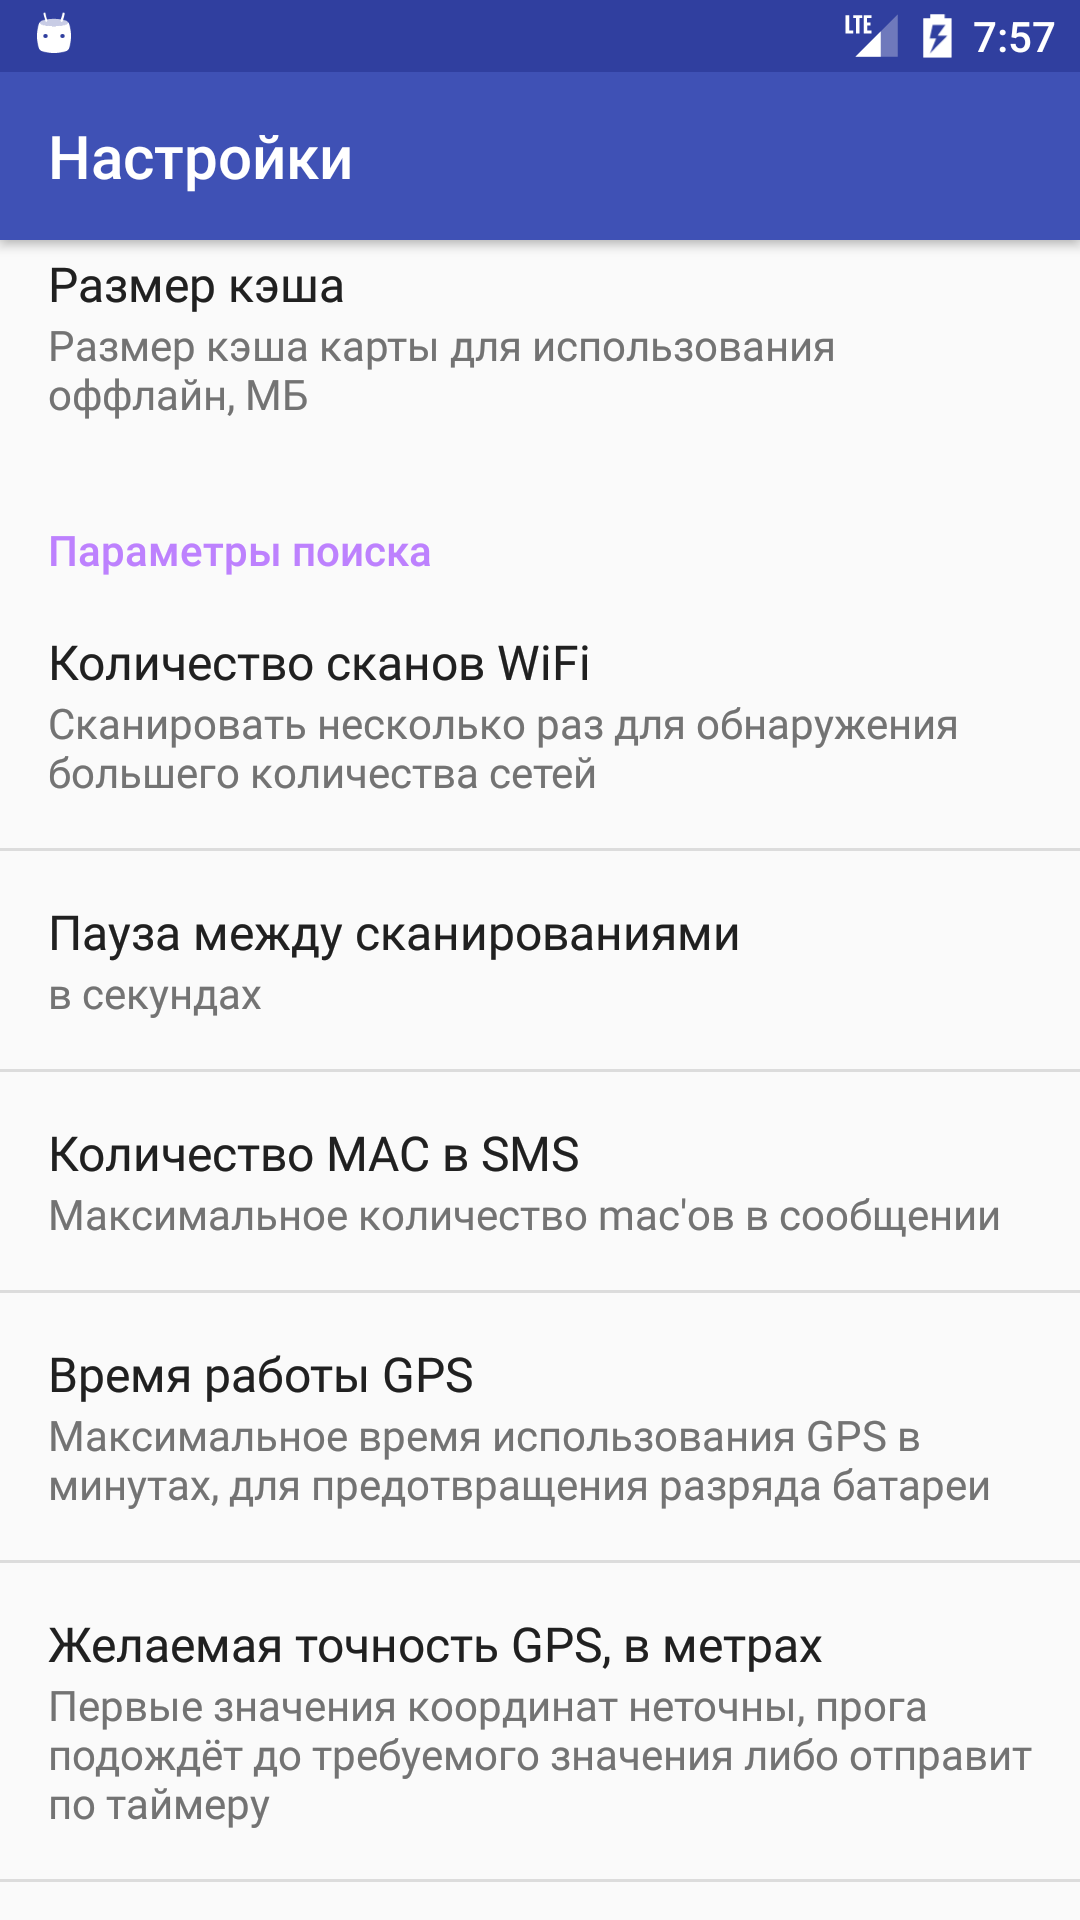 LTE 7:57
Настройки
Размер кэша
Размер кэша карты для использования
оффлайн, МБ
Параметры поиска
Количество сканов WiFi
Сканировать несколько раз для обнаружения
большего количества сетей
Пауза между сканированиями
в секундах
Количество MAC в SMS
Максимальное количество mac'ов в сообщении
Время работы GPS
Максимальное время использования GPS в
минутах, для предотвращения разряда батареи
Желаемая точность GPS, в метрах
Первые значения координат неточны, прога
подождёт до требуемого значения либо отправит
по таймеру